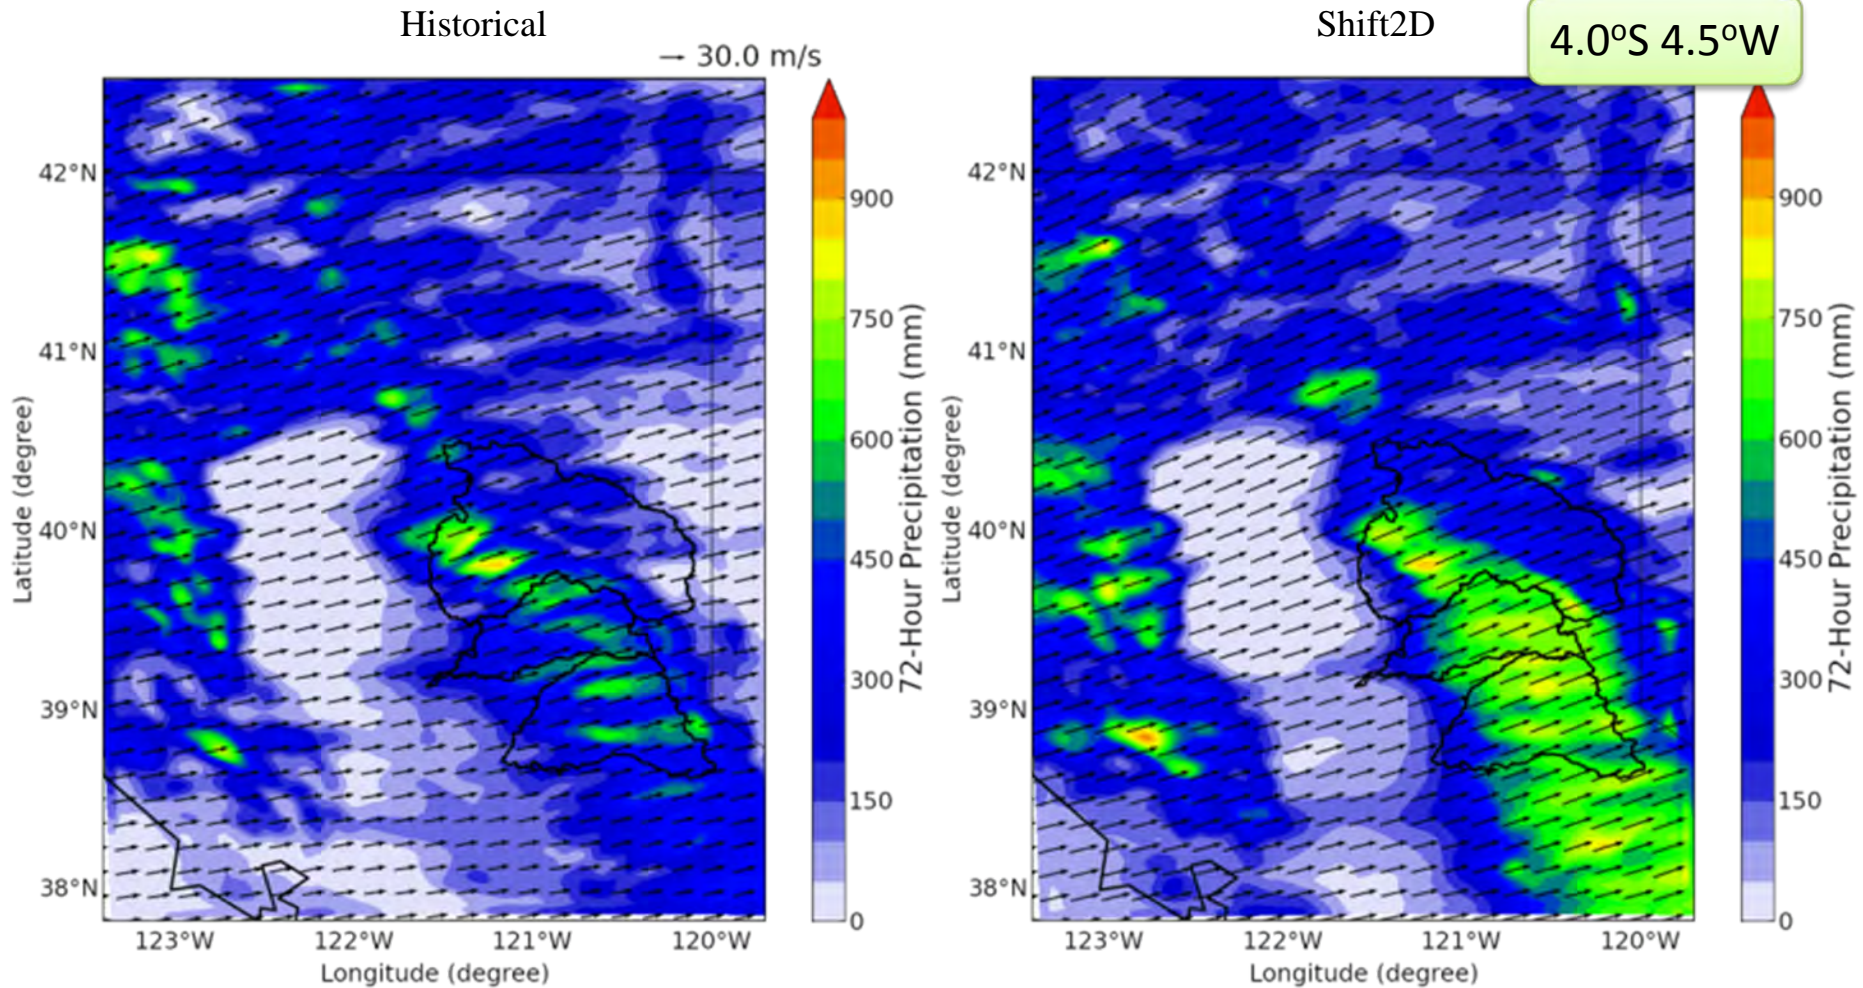 Historical
Shift2D
4.0ºS 4.5ºW
30.0 m/s
42°N
41°N
40°N
39°N
38°N
Latitude (degree)
123°W
122°W
121°W
120°W
Longitude (degree)
900
750
600
450
300
150
0
72-Hour Precipitation (mm)
42°N
41°N
40°N
39°N
38°N
Latitude (degree)
123°W
122°W
121°W
120°W
Longitude (degree)
900
750
600
450
300
150
0
72-Hour Precipitation (mm)